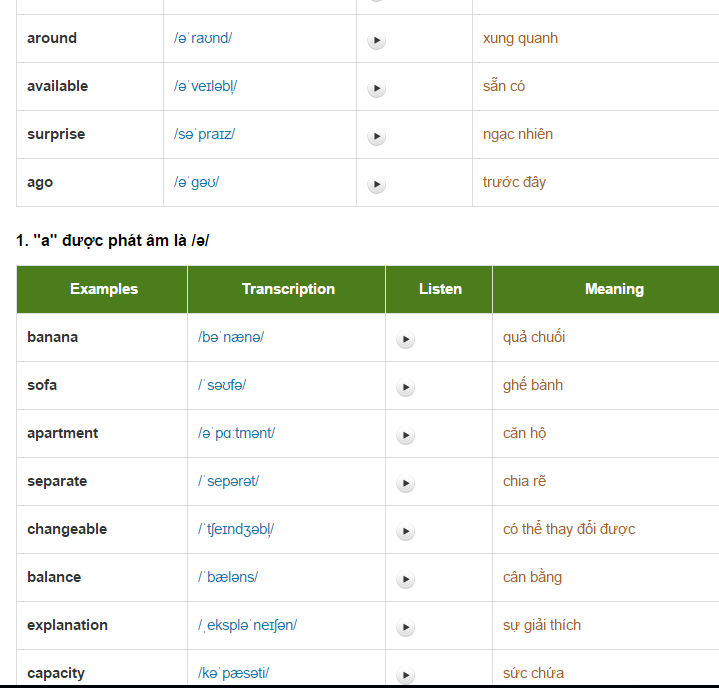 around /əˈraʊnd/ xung quanh
available /əˈveɪləbl̩/ sẵn có
surprise /səˈpraɪz/ ngạc nhiên
ago /əˈgəʊ/ trước đây
1. "a" được phát âm là /ə/
Examples Transcription Listen Meaning
banana /bəˈnænə/ quả chuối
sofa /ˈsəʊfə/ ghế bành
apartment /əˈpɑːtmənt/ căn hộ
separate /ˈsepərət/ chia rẽ
changeable /ˈtʃeɪndʒəbl̩/ có thể thay đổi được
balance /ˈbæləns/ cân bằng
explanation /ˌekspləˈneɪʃən/ sự giải thích
capacity /kəˈpæsəti/ sức chứa